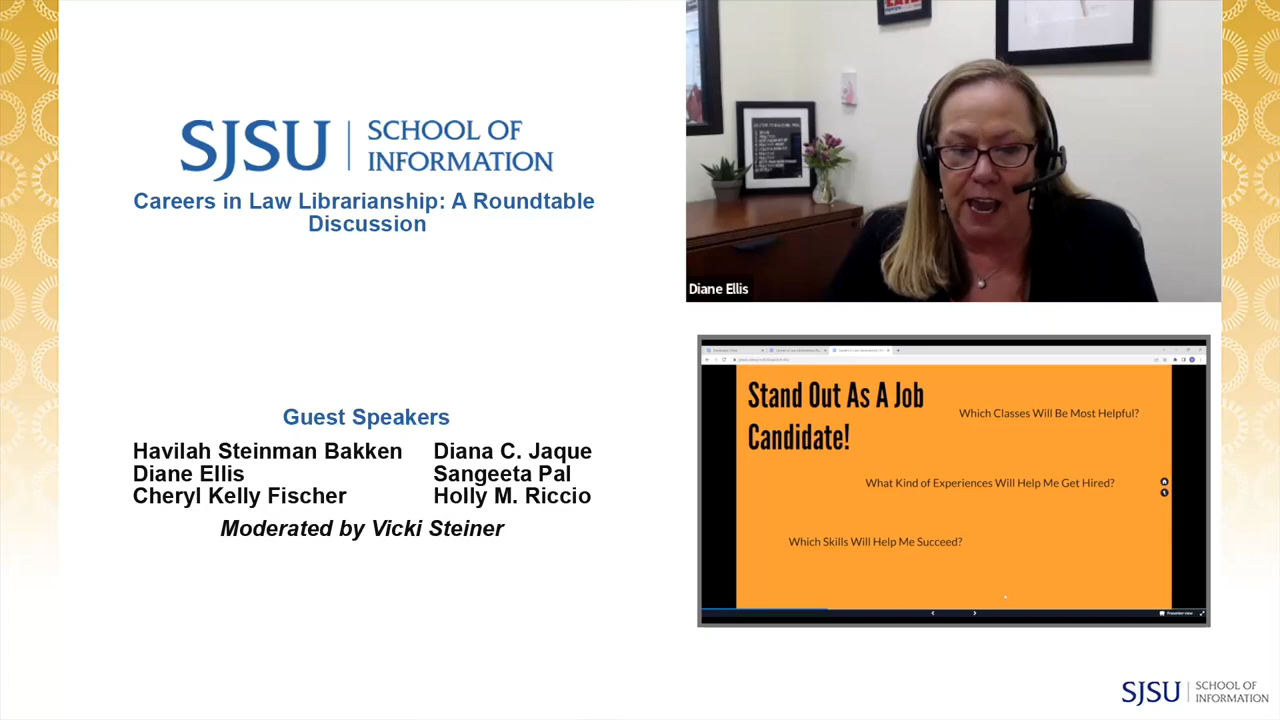 SJSU
SCHOOL OF
INFORMATION
Careers in Law Librarianship: A Roundtable
Discussion
Guest Speakers
Havilah Steinman Bakken
Diane Ellis
Cheryl Kelly Fischer
Diana C. Jaque
Sangeeta Pal
Holly M. Riccio
Moderated by Vicki Steiner
Diane Ellis
Stand Out As A Job
Candidate!
Which Classes Will Be Most Helpful?
What Kind of Experiences Will Help Me Get Hired?
Which Skills Will Help Me Succeed?
SJSU
SCHOOL OF
INFORMATION